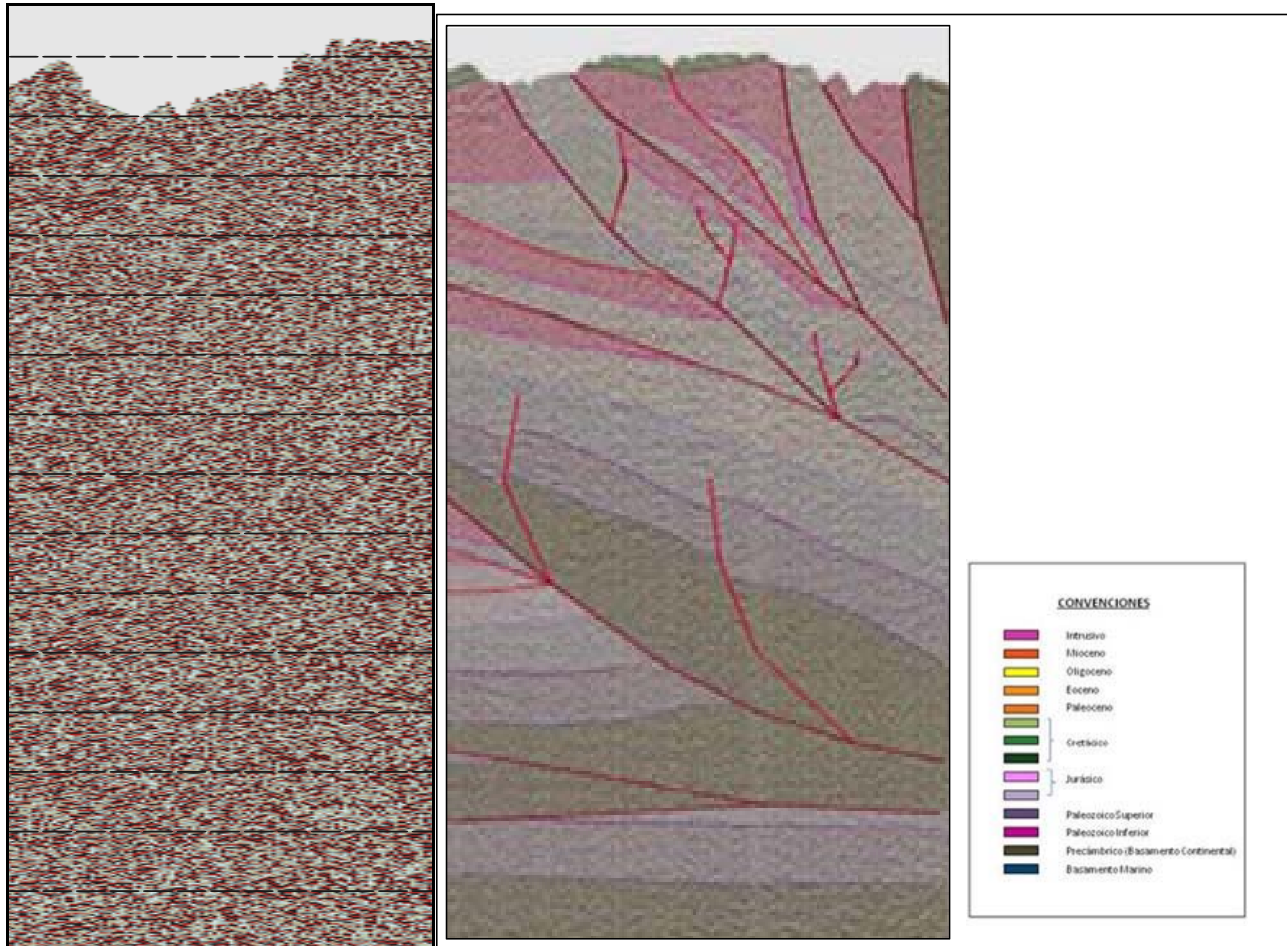 CONVENCIONES
Intrusivo
Mioceno
Oligoceno
Eoceno
Paleoceno
Cretácico
Jurásico
Paleozoico Superior
Paleozoico Inferior
Precámbrico (Basamento Continental)
Basamento Marino